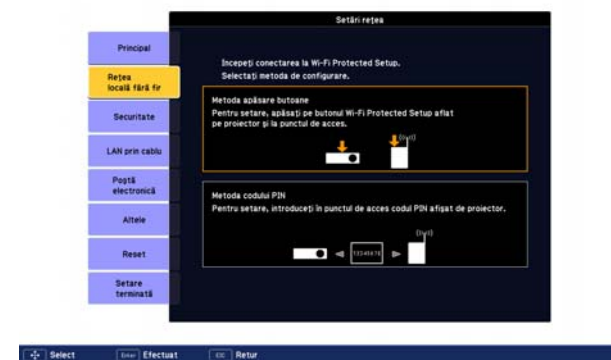 Setări rețea
Principal
Rețea
locală fără fir
Securitate
LAN prin cablu
Poștă
electronică
Altele
Reset
Setare
terminată
Începeți conectarea la Wi-Fi Protected Setup.
Selectați metoda de configurare.
Metoda apăsare butoane
Pentru setare, apăsați pe butonul Wi-Fi Protected Setup aflat
pe proiector și la punctul de acces.
Metoda codului PIN
Pentru setare, introduceți în punctul de acces codul PIN afișat de proiector.
12345678
Select Enter Efectuat ESC Retur